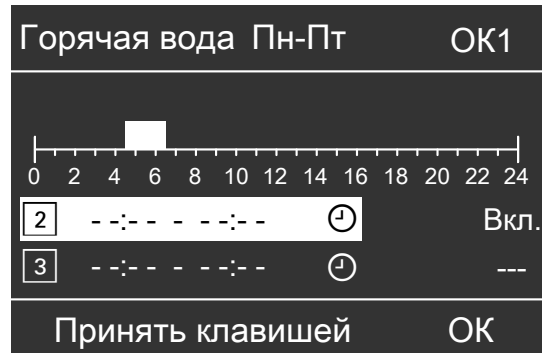 Горячая вода Пн-Пт ОК1
0 2 4 6 8 10 12 14 16 18 20 22 24
2 - -:- - - - -:- - Вкл.
3 - -:- - - - -:- - ---
Принять клавишей ОК